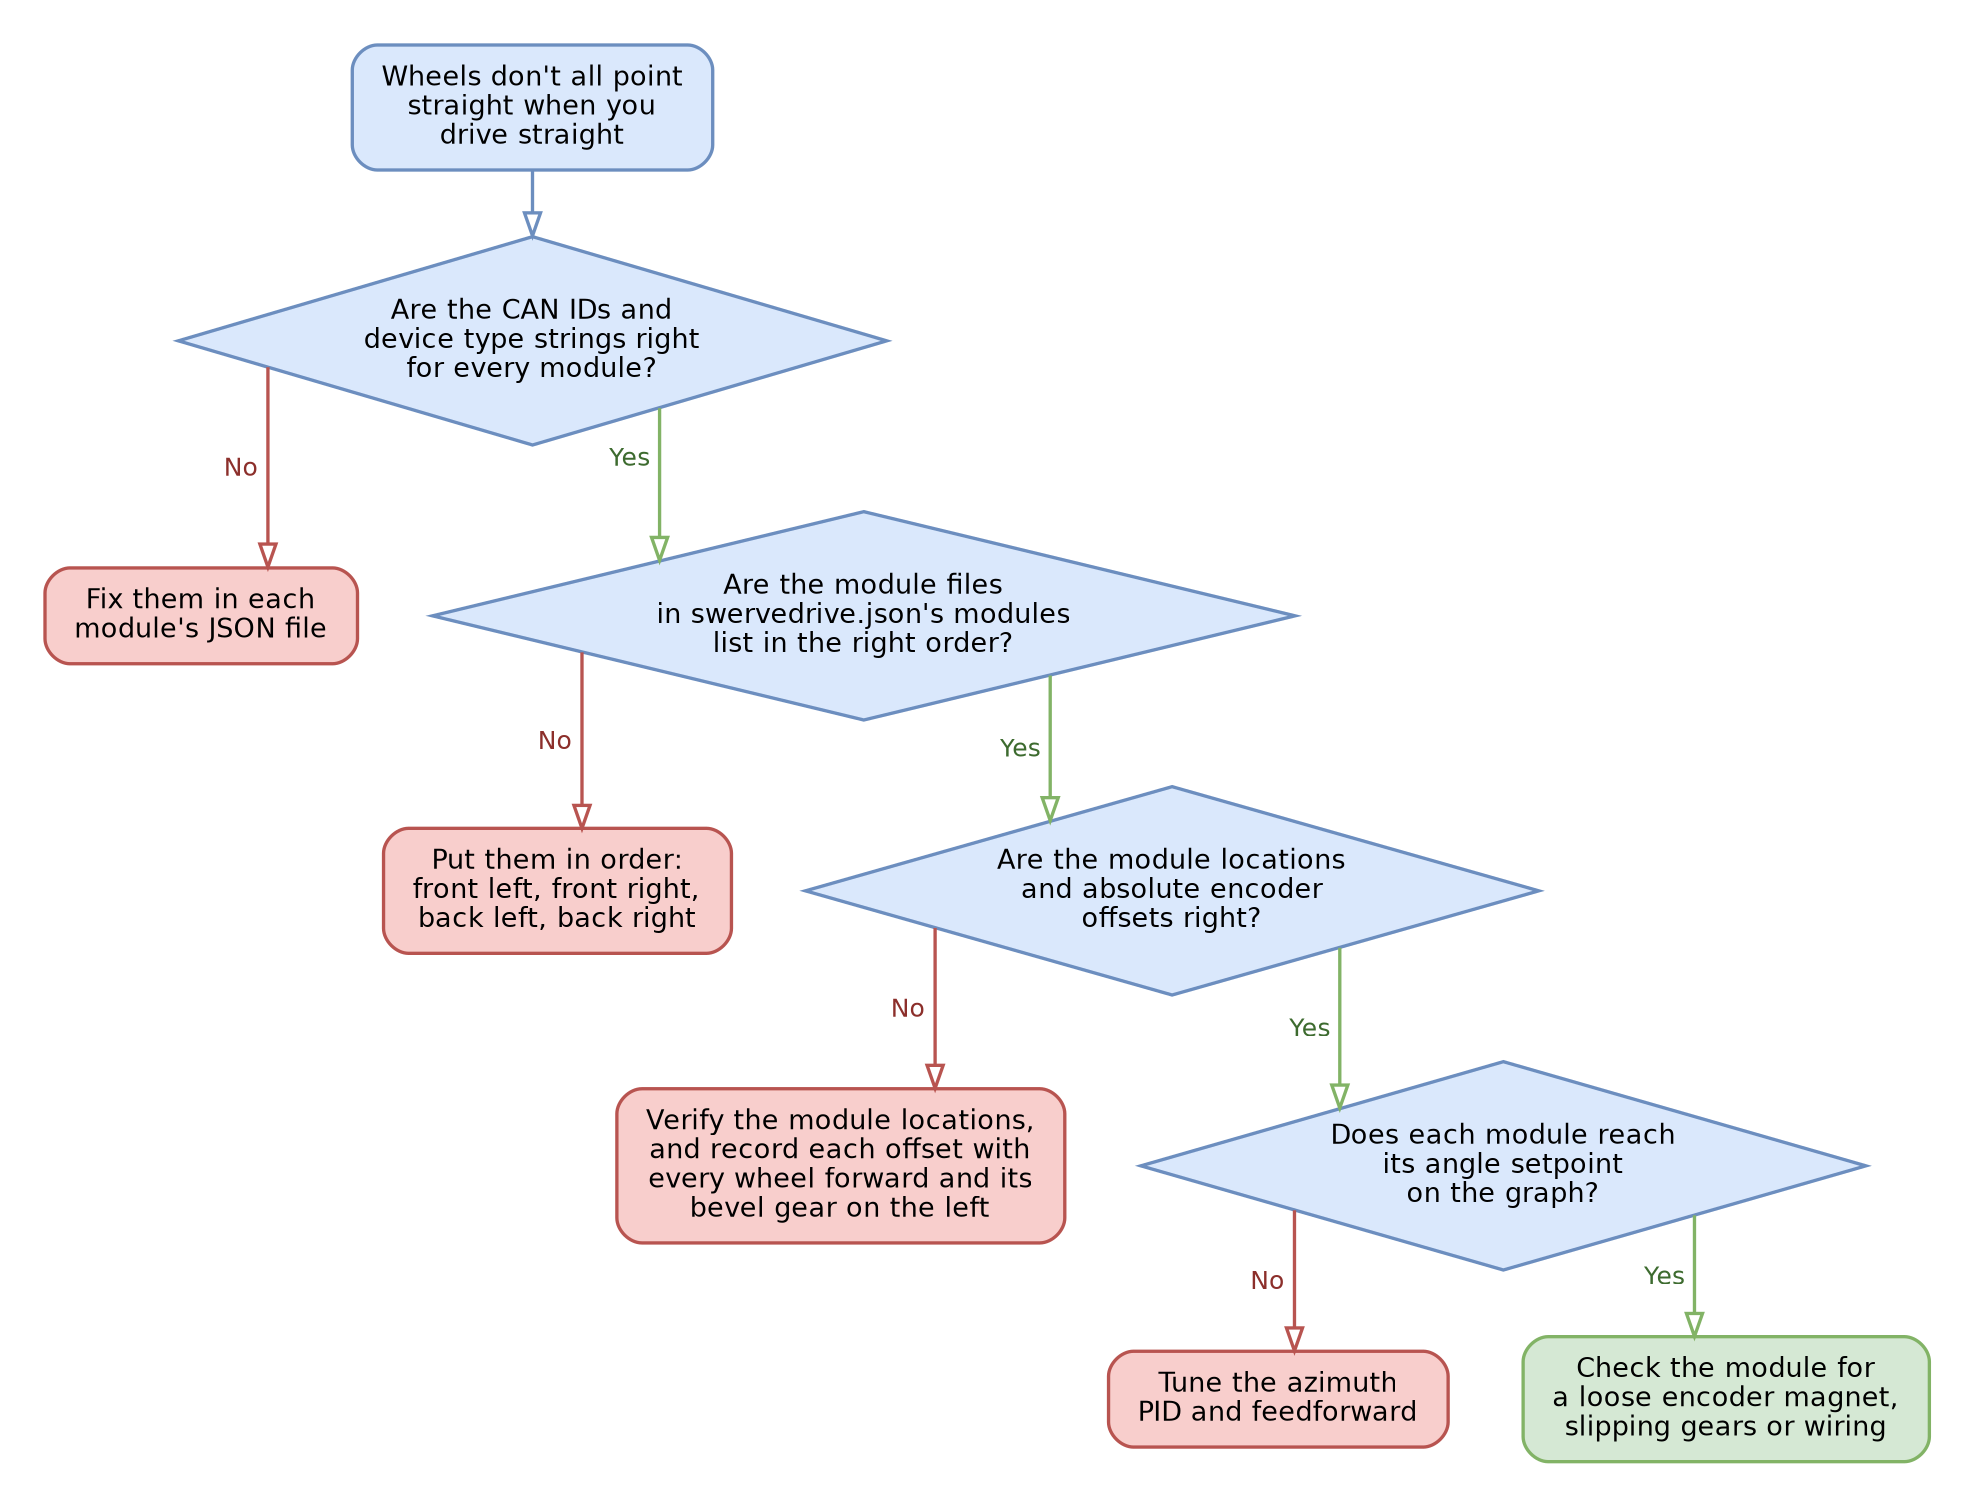 Wheels don't all point
straight when you
drive straight
Are the CAN IDs and
device type strings right
for every module?
No
Yes
Fix them in each
module's JSON file
Are the module files
in swervedrive.json's modules
list in the right order?
No
Yes
Put them in order:
front left, front right,
back left, back right
Are the module locations
and absolute encoder
offsets right?
No
Yes
Verify the module locations,
and record each offset with
every wheel forward and its
bevel gear on the left
Does each module reach
its angle setpoint
on the graph?
No
Yes
Tune the azimuth
PID and feedforward
Check the module for
a loose encoder magnet,
slipping gears or wiring